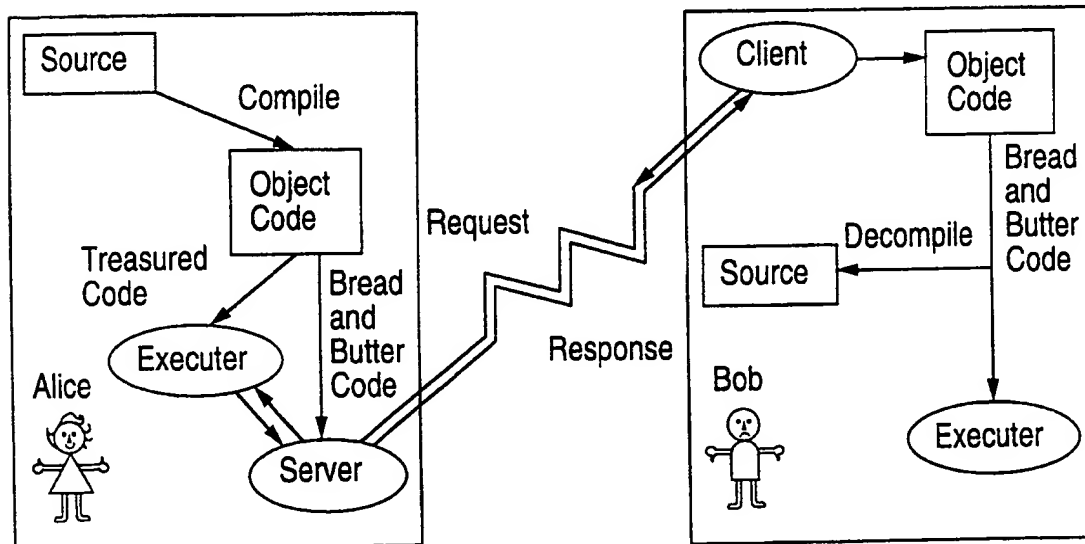 Source
Compile
Object
Code
Treasured
Code
Bread
and
Butter
Code
Executer
Alice
Server
Request
Response
Client
Object
Code
Bread
and
Butter
Code
Decompile
Source
Bob
Executer